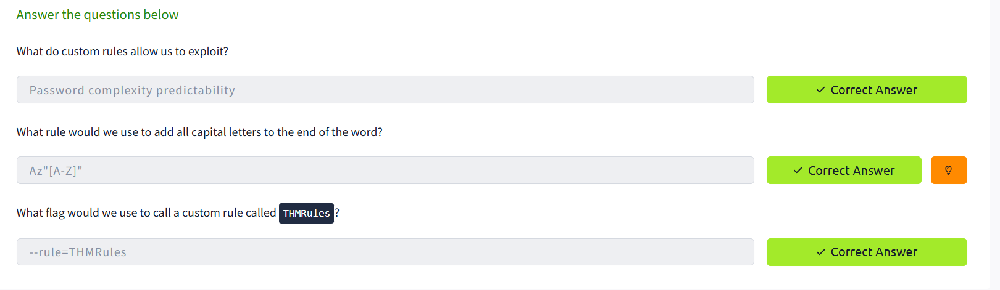 Answer the questions below
What do custom rules allow us to exploit?
Password complexity predictability
✓ Correct Answer
What rule would we use to add all capital letters to the end of the word?
Az"[A-Z]"
✓ Correct Answer
What flag would we use to call a custom rule called THMRules?
--rule=THMRules
✓ Correct Answer